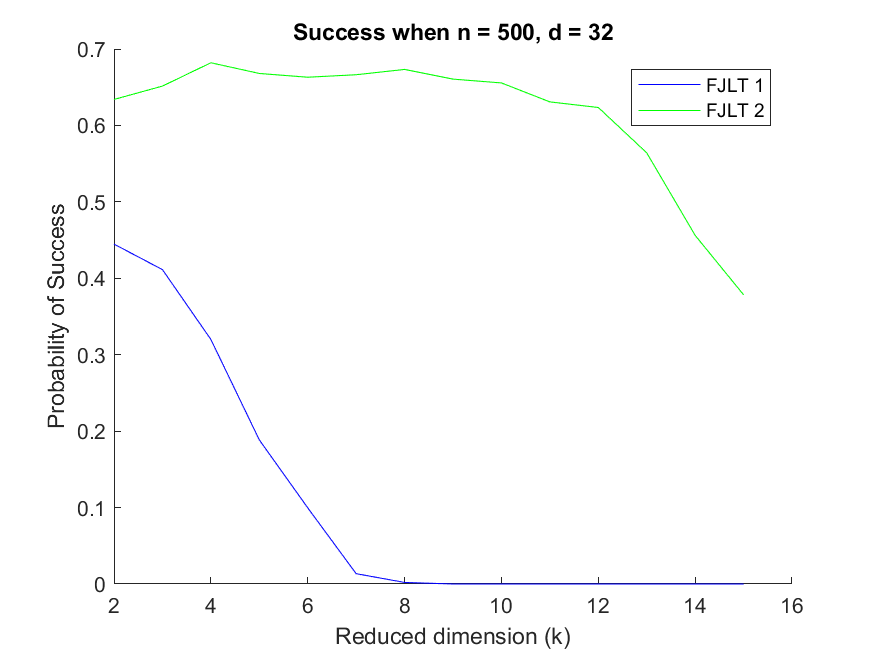 Success when n = 500, d = 32
0.7
0.6
0.5
0.4
0.3
0.2
0.1
0
Probability of Success
FJLT 1
FJLT 2
2 4 6 8 10 12 14 16
Reduced dimension (k)